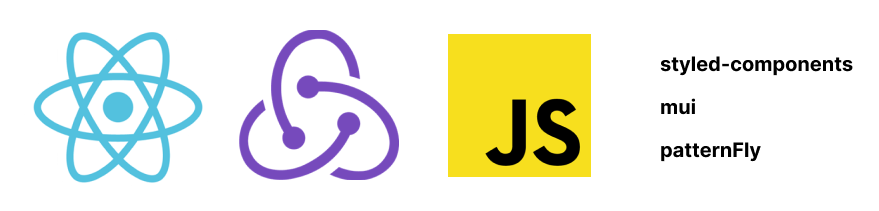 JS
styled-components
mui
patternFly